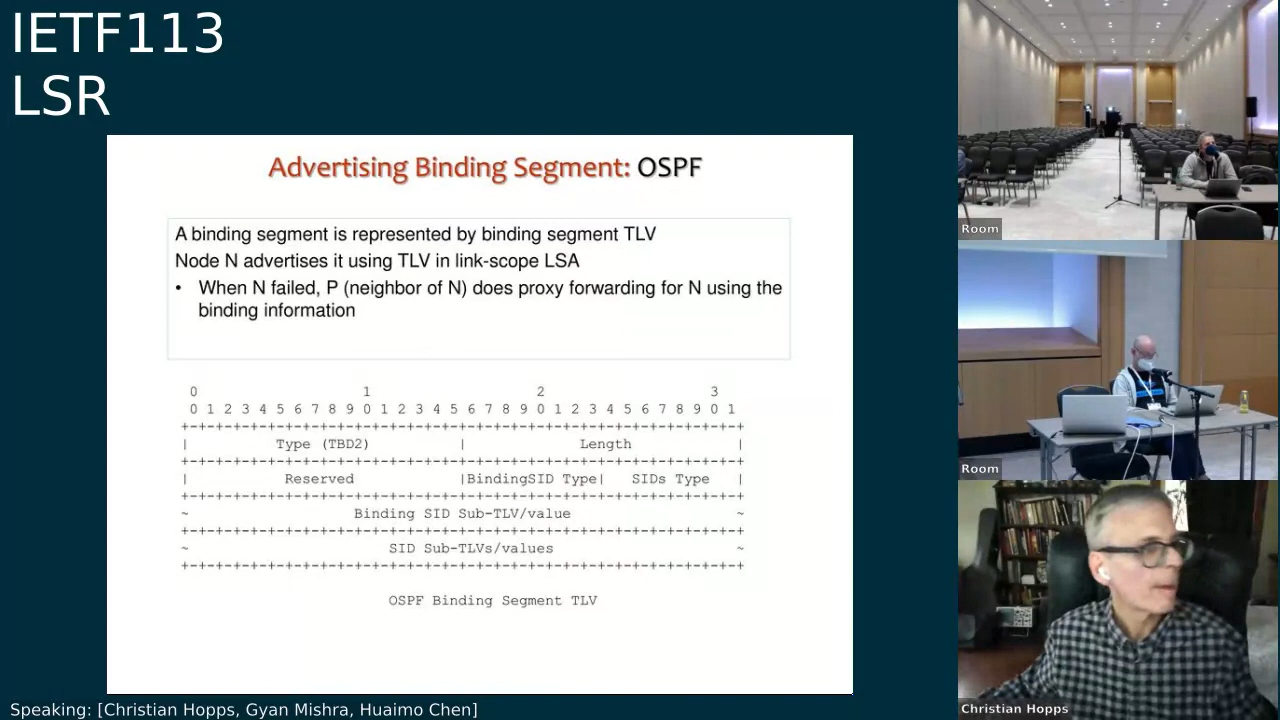 IETF113
LSR
Advertising Binding Segment: OSPF
A binding segment is represented by binding segment TLV
Node N advertises it using TLV in link-scope LSA
• When N failed, P (neighbor of N) does proxy forwarding for N using the
binding information
0                   1                   2                   3
0 1 2 3 4 5 6 7 8 9 0 1 2 3 4 5 6 7 8 9 0 1 2 3 4 5 6 7 8 9 0 1
+-+-+-+-+-+-+-+-+-+-+-+-+-+-+-+-+-+-+-+-+-+-+-+-+-+-+-+-+-+-+-+-+
|          Type (TBD2)          |             Length            |
+-+-+-+-+-+-+-+-+-+-+-+-+-+-+-+-+-+-+-+-+-+-+-+-+-+-+-+-+-+-+-+-+
|           Reserved            |BindingSID Type|   SIDs Type   |
+-+-+-+-+-+-+-+-+-+-+-+-+-+-+-+-+-+-+-+-+-+-+-+-+-+-+-+-+-+-+-+-+
~                   Binding SID Sub-TLV/value                   ~
+-+-+-+-+-+-+-+-+-+-+-+-+-+-+-+-+-+-+-+-+-+-+-+-+-+-+-+-+-+-+-+-+
~                       SID Sub-TLVs/values                     ~
+-+-+-+-+-+-+-+-+-+-+-+-+-+-+-+-+-+-+-+-+-+-+-+-+-+-+-+-+-+-+-+-+
OSPF Binding Segment TLV
Room
Room
Christian Hopps
Speaking: [Christian Hopps, Gyan Mishra, Huaimo Chen]